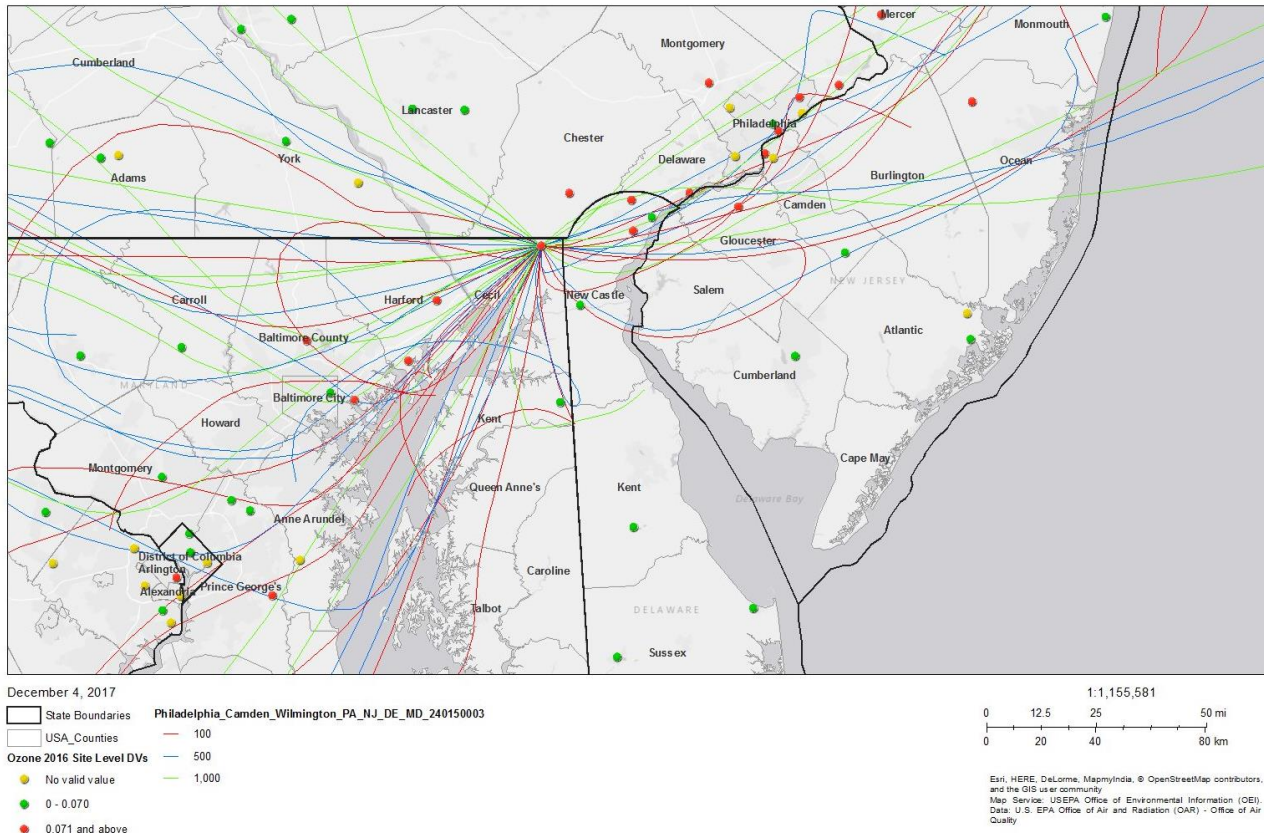 Mercer
Monmouth
Montgomery
Cumberland
Lancaster
Chester
Philadelphia
York
Delaware
Ocean
Adams
Burlington
Camden
Gloucester
NEW JERSEY
Carroll
Harford
Cecil
New Castle
Salem
Atlantic
Baltimore County
MARYLAND
Cumberland
Baltimore City
Howard
Kent
Cape May
Montgomery
Queen Anne's
Kent
Delaware Bay
Anne Arundel
District of Columbia
Arlington
Caroline
Alexandria
Prince George's
Talbot
DELAWARE
Sussex
December 4, 2017
State Boundaries
USA_Counties
Ozone 2016 Site Level DVs
No valid value
0 - 0.070
0.071 and above
Philadelphia_Camden_Wilmington_PA_NJ_DE_MD_240150003
100
500
1,000
1:1,155,581
0 12.5 25 50 mi
0 20 40 80 km
Esri, HERE, DeLorme, MapmyIndia, © OpenStreetMap contributors,
and the GIS user community
Map Service: USEPA Office of Environmental Information (OEI).
Data: U.S. EPA Office of Air and Radiation (OAR) - Office of Air
Quality